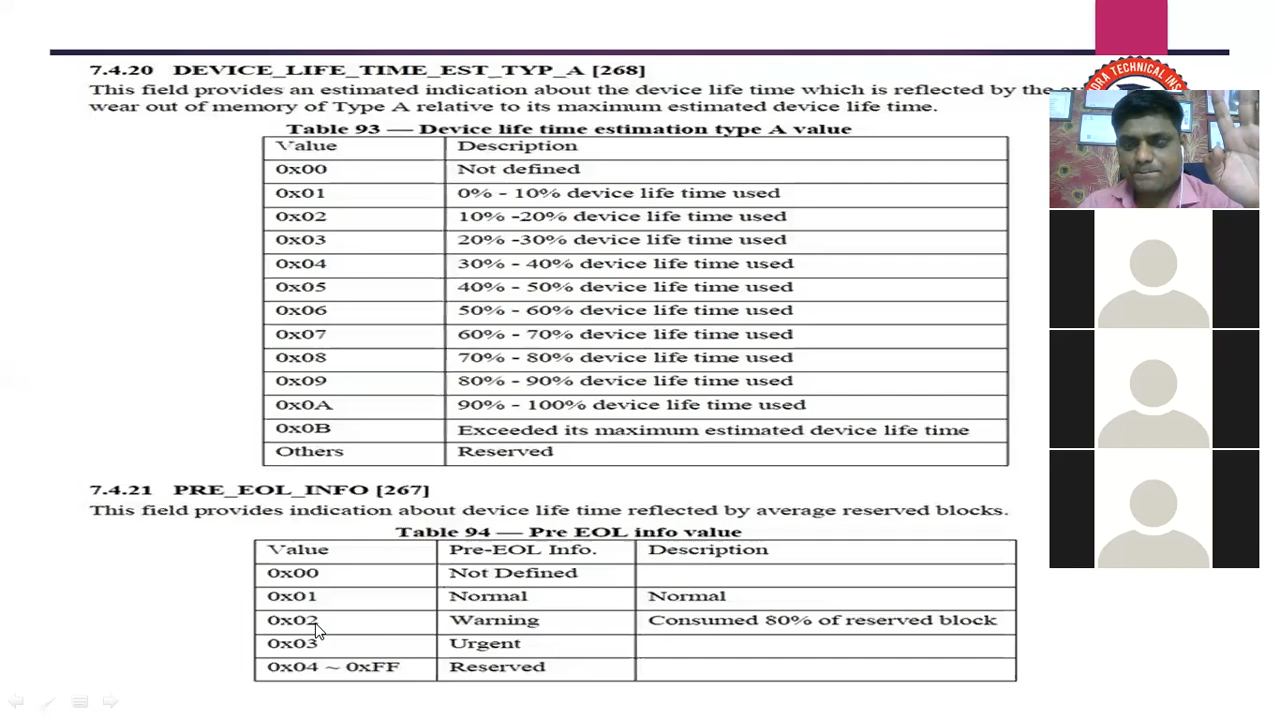 7.4.20 DEVICE_LIFE_TIME_EST_TYP_A [268]
This field provides an estimated indication about the device life time which is reflected by the
wear out of memory of Type A relative to its maximum estimated device life time.
Table 93 — Device life time estimation type A value
Value Description
0x00 Not defined
0x01 0% - 10% device life time used
0x02 10% -20% device life time used
0x03 20% -30% device life time used
0x04 30% - 40% device life time used
0x05 40% - 50% device life time used
0x06 50% - 60% device life time used
0x07 60% - 70% device life time used
0x08 70% - 80% device life time used
0x09 80% - 90% device life time used
0x0A 90% - 100% device life time used
0x0B Exceeded its maximum estimated device life time
Others Reserved
7.4.21 PRE_EOL_INFO [267]
This field provides indication about device life time reflected by average reserved blocks.
Table 94 — Pre EOL info value
Value Pre-EOL Info. Description
0x00 Not Defined
0x01 Normal Normal
0x02 Warning Consumed 80% of reserved block
0x03 Urgent
0x04 ~ 0xFF Reserved
TECHNICAL